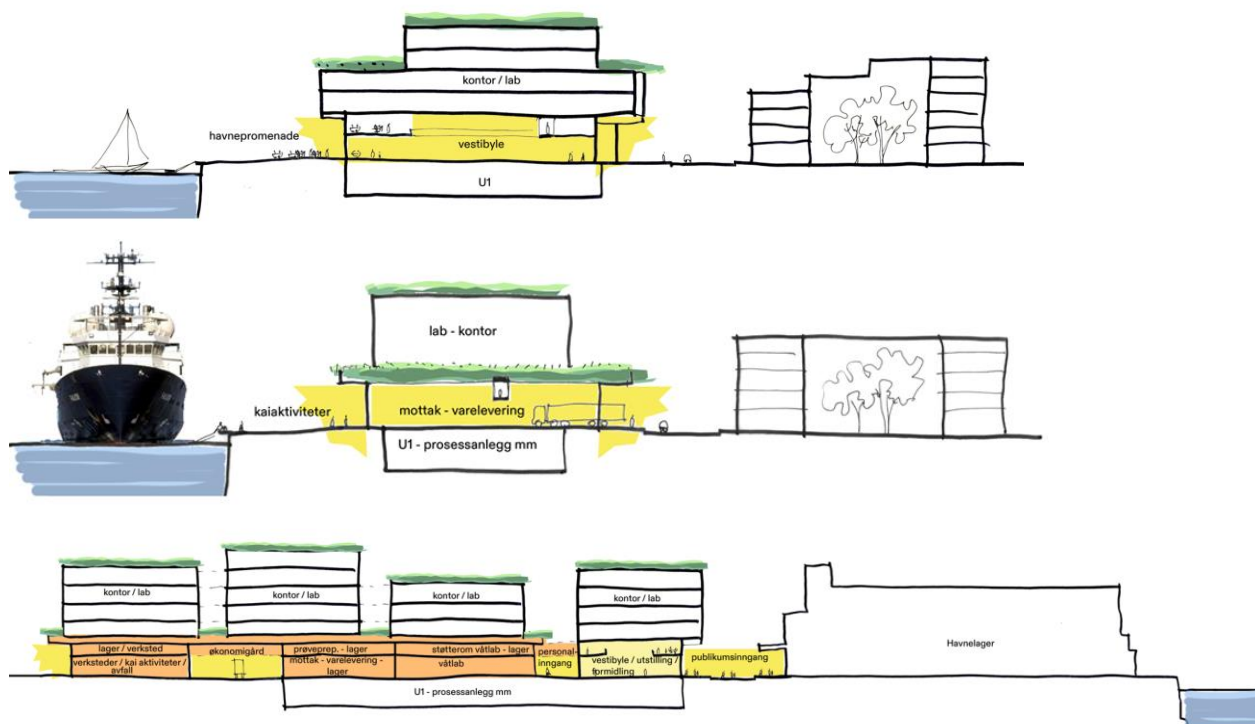 kontor / lab
havnepromenade
vestibyle
U1
lab - kontor
kaiaktiviteter
mottak - varelevering
U1 - prosessanlegg mm
kontor / lab
kontor / lab
kontor / lab
kontor / lab
lager / verksted
økonomigård
prøveprep. - lager
støtterom våtlab - lager
personal-
inngang
verksteder / kai aktiviteter /
avfall
mottak - varelevering -
lager
våtlab
vestibyle / utstilling /
formidling
publikumsinngang
Havnelager
U1 - prosessanlegg mm